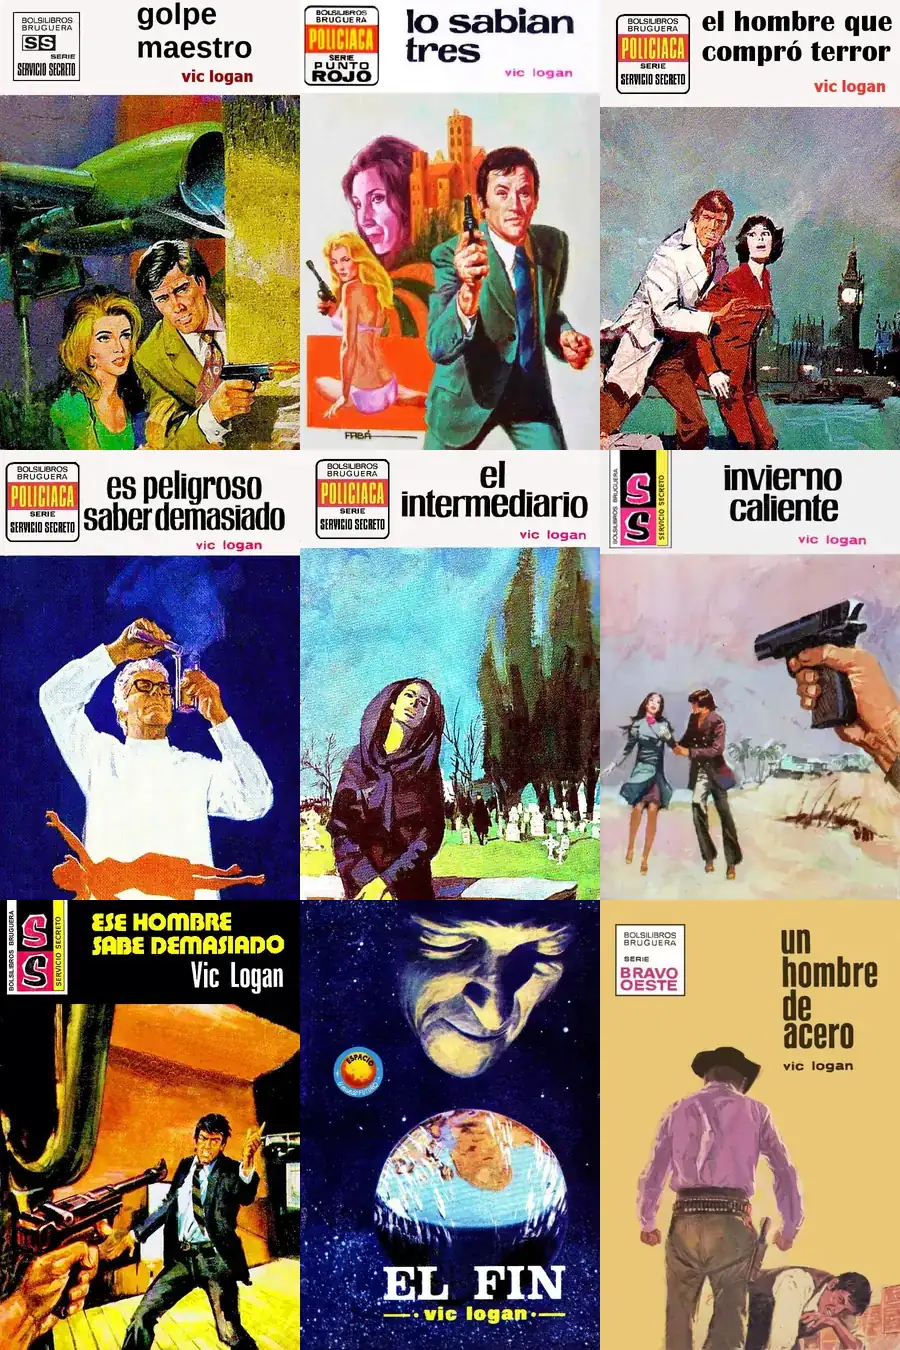 BOLSILIBROS
BRUGUERA
SS
SERIE
SERVICIO SECRETO
golpe
maestro
vic logan
BOLSILIBROS
BRUGUERA
POLICIACA
SERIE
PUNTO
ROJO
lo sabian
tres
vic logan
FABÁ
BOLSILIBROS
BRUGUERA
POLICIACA
SERIE
SERVICIO SECRETO
el hombre que
compró terror
vic logan
BOLSILIBROS
BRUGUERA
POLICIACA
SERIE
SERVICIO SECRETO
es peligroso
saber demasiado
vic logan
BOLSILIBROS
BRUGUERA
POLICIACA
SERIE
SERVICIO SECRETO
el
intermediario
vic logan
BOLSILIBROS BRUGUERA
SS
SERVICIO SECRETO
invierno
caliente
vic logan
BOLSILIBROS BRUGUERA
SS
SERVICIO SECRETO
ESE HOMBRE
SABE DEMASIADO
Vic Logan
ESPACIO
EL FIN
vic logan
BOLSILIBROS
BRUGUERA
SERIE
BRAVO
OESTE
un
hombre
de
acero
vic logan